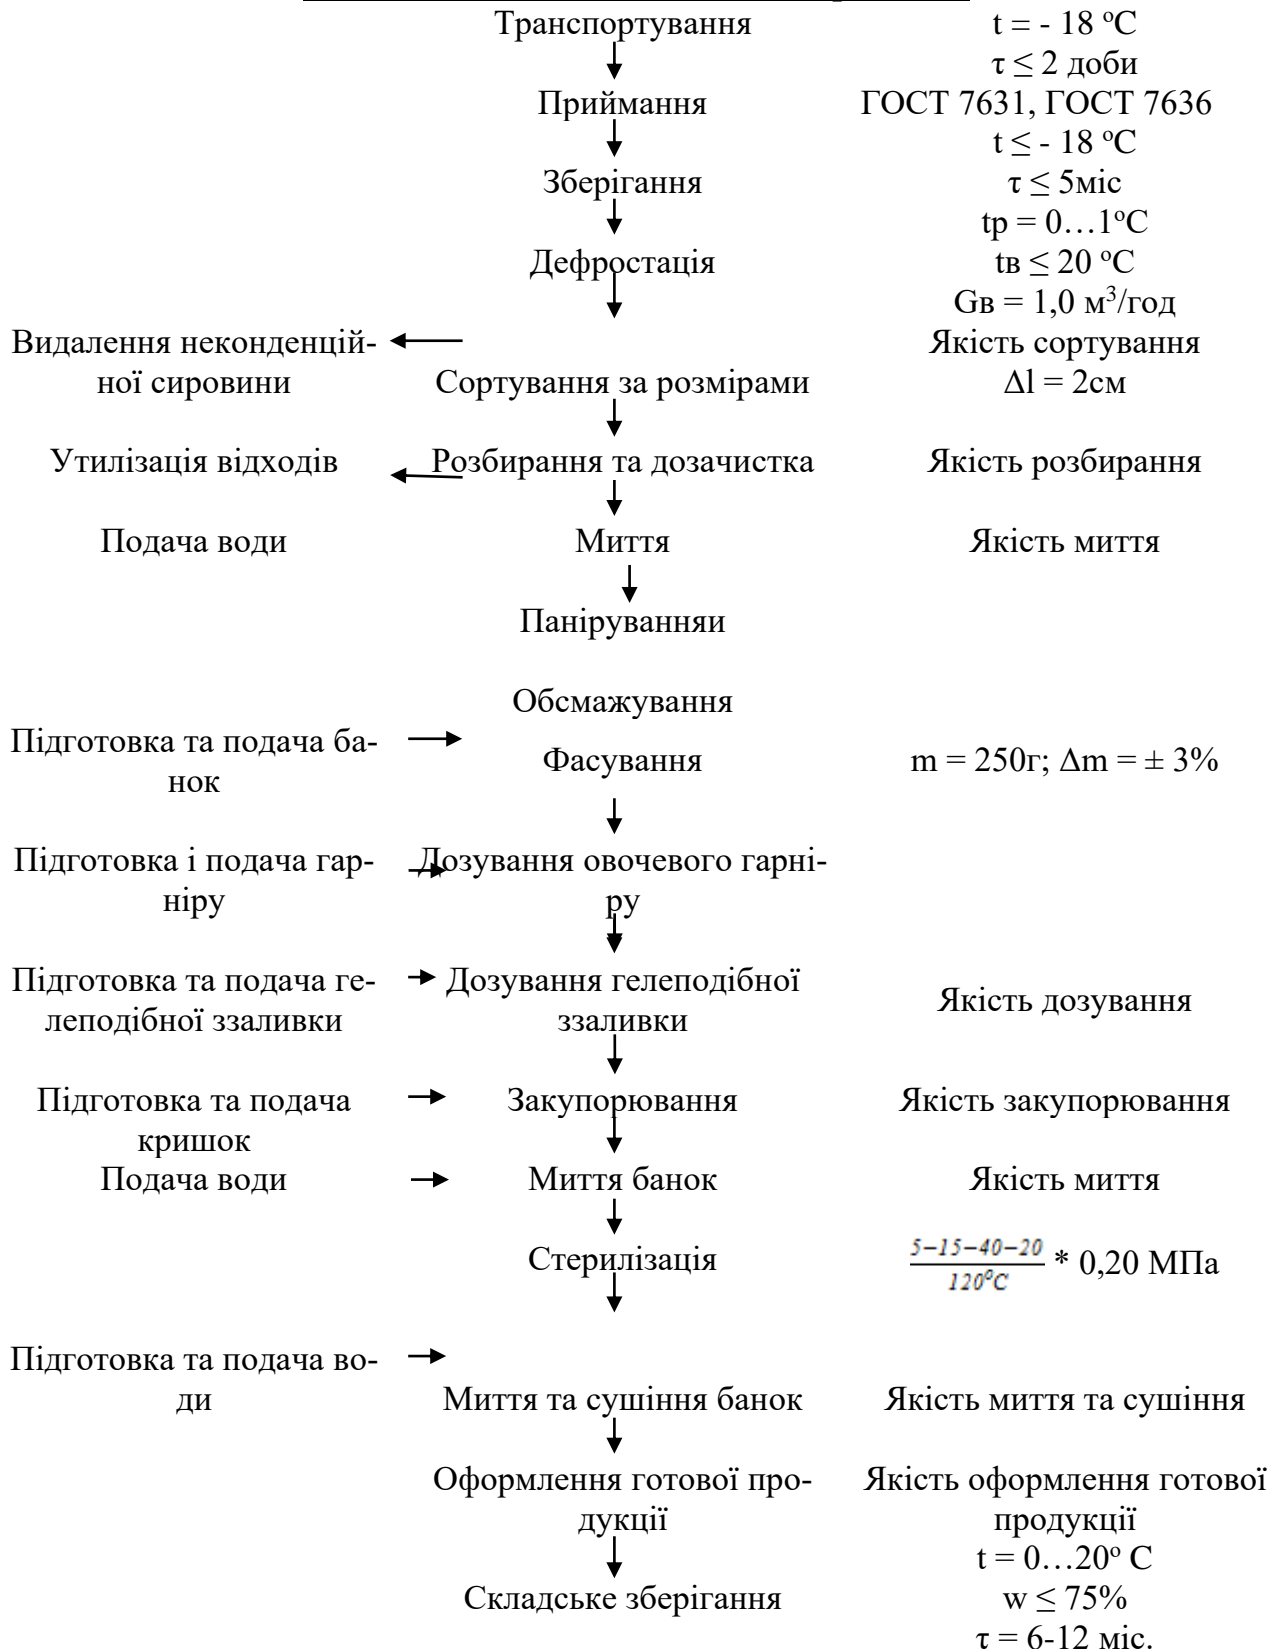 Транспортування t = - 18 ºС
τ ≤ 2 доби
Приймання ГОСТ 7631, ГОСТ 7636
t ≤ - 18 ºС
Зберігання τ ≤ 5міс
tр = 0…1ºС
Дефростація tв ≤ 20 ºС
Gв = 1,0 м³/год
Видалення неконденцій- Якість сортування
ної сировини Сортування за розмірами Δl = 2см
Утилізація відходів Розбирання та дозачистка Якість розбирання
Подача води Миття Якість миття
Паніруванняи
Обсмажування
Підготовка та подача ба-
нок Фасування m = 250г; Δm = ± 3%
Підготовка і подача гар- Дозування овочевого гарні-
ніру ру
Підготовка та подача ге- Дозування гелеподібної
леподібної ззаливки ззаливки Якість дозування
Підготовка та подача Закупорювання Якість закупорювання
кришок
Подача води Миття банок Якість миття
Стерилізація 5−15−40−20 / 120⁰C * 0,20 МПа
Підготовка та подача во-
ди Миття та сушіння банок Якість миття та сушіння
Оформлення готової про- Якість оформлення готової
дукції продукції
t = 0…20º С
Складське зберігання w ≤ 75%
τ = 6-12 міс.